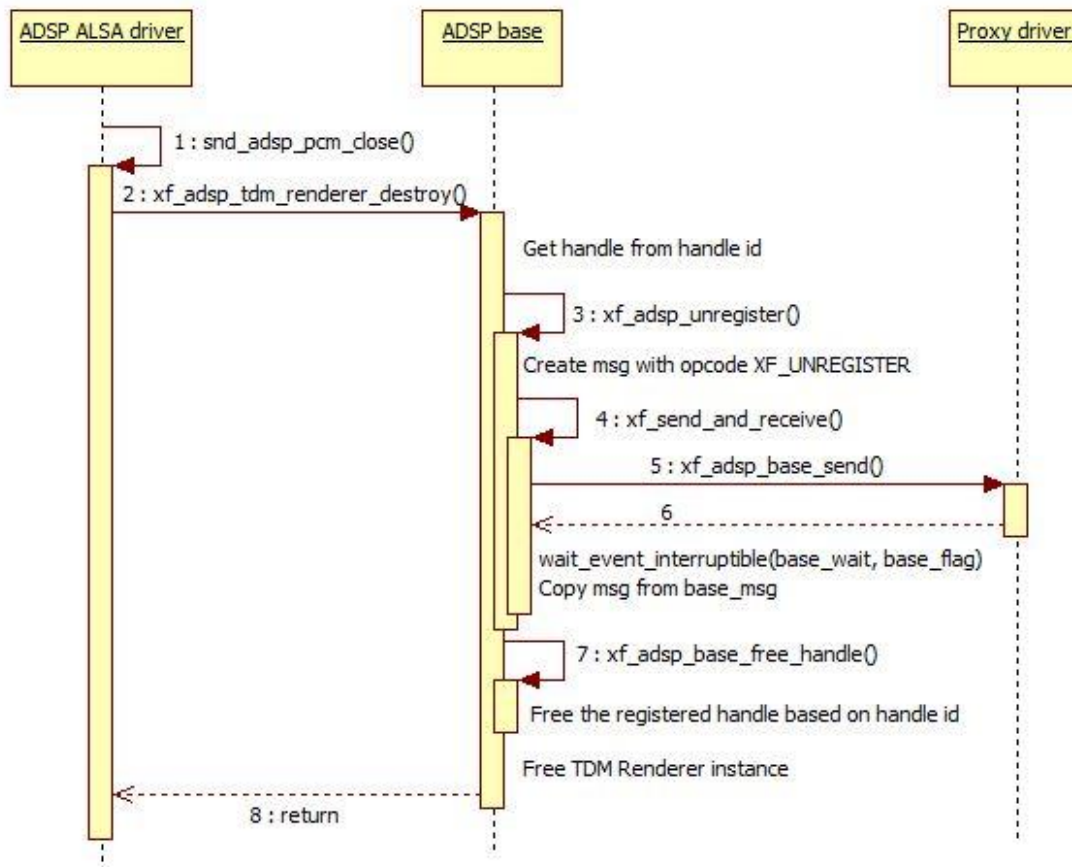 ADSP ALSA driver
ADSP base
Proxy driver
1 : snd_adsp_pcm_close()
2 : xf_adsp_tdm_renderer_destroy()
Get handle from handle id
3 : xf_adsp_unregister()
Create msg with opcode XF_UNREGISTER
4 : xf_send_and_receive()
5 : xf_adsp_base_send()
6
wait_event_interruptible(base_wait, base_flag)
Copy msg from base_msg
7 : xf_adsp_base_free_handle()
Free the registered handle based on handle id
Free TDM Renderer instance
8 : return